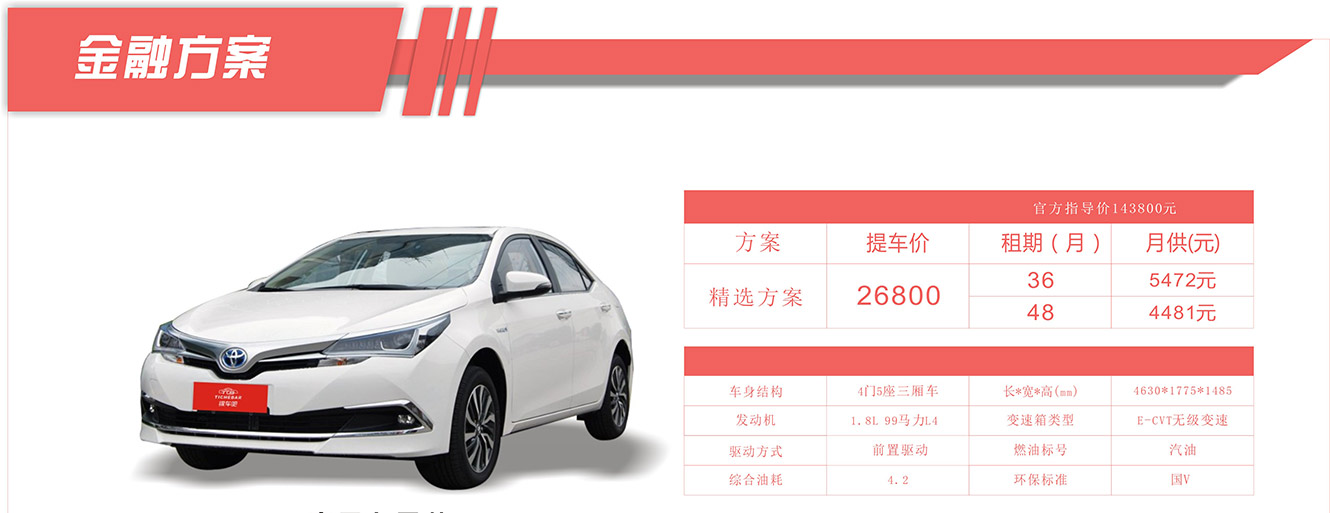 金融方案
官方指导价143800元
方案 提车价 租期（月） 月供(元)
精选方案 26800 36 5472元
48 4481元
车身结构 4门5座三厢车 长*宽*高(mm) 4630*1775*1485
发动机 1.8L 99马力L4 变速箱类型 E-CVT无级变速
驱动方式 前置驱动 燃油标号 汽油
综合油耗 4.2 环保标准 国V
TICHEBAR
提车吧